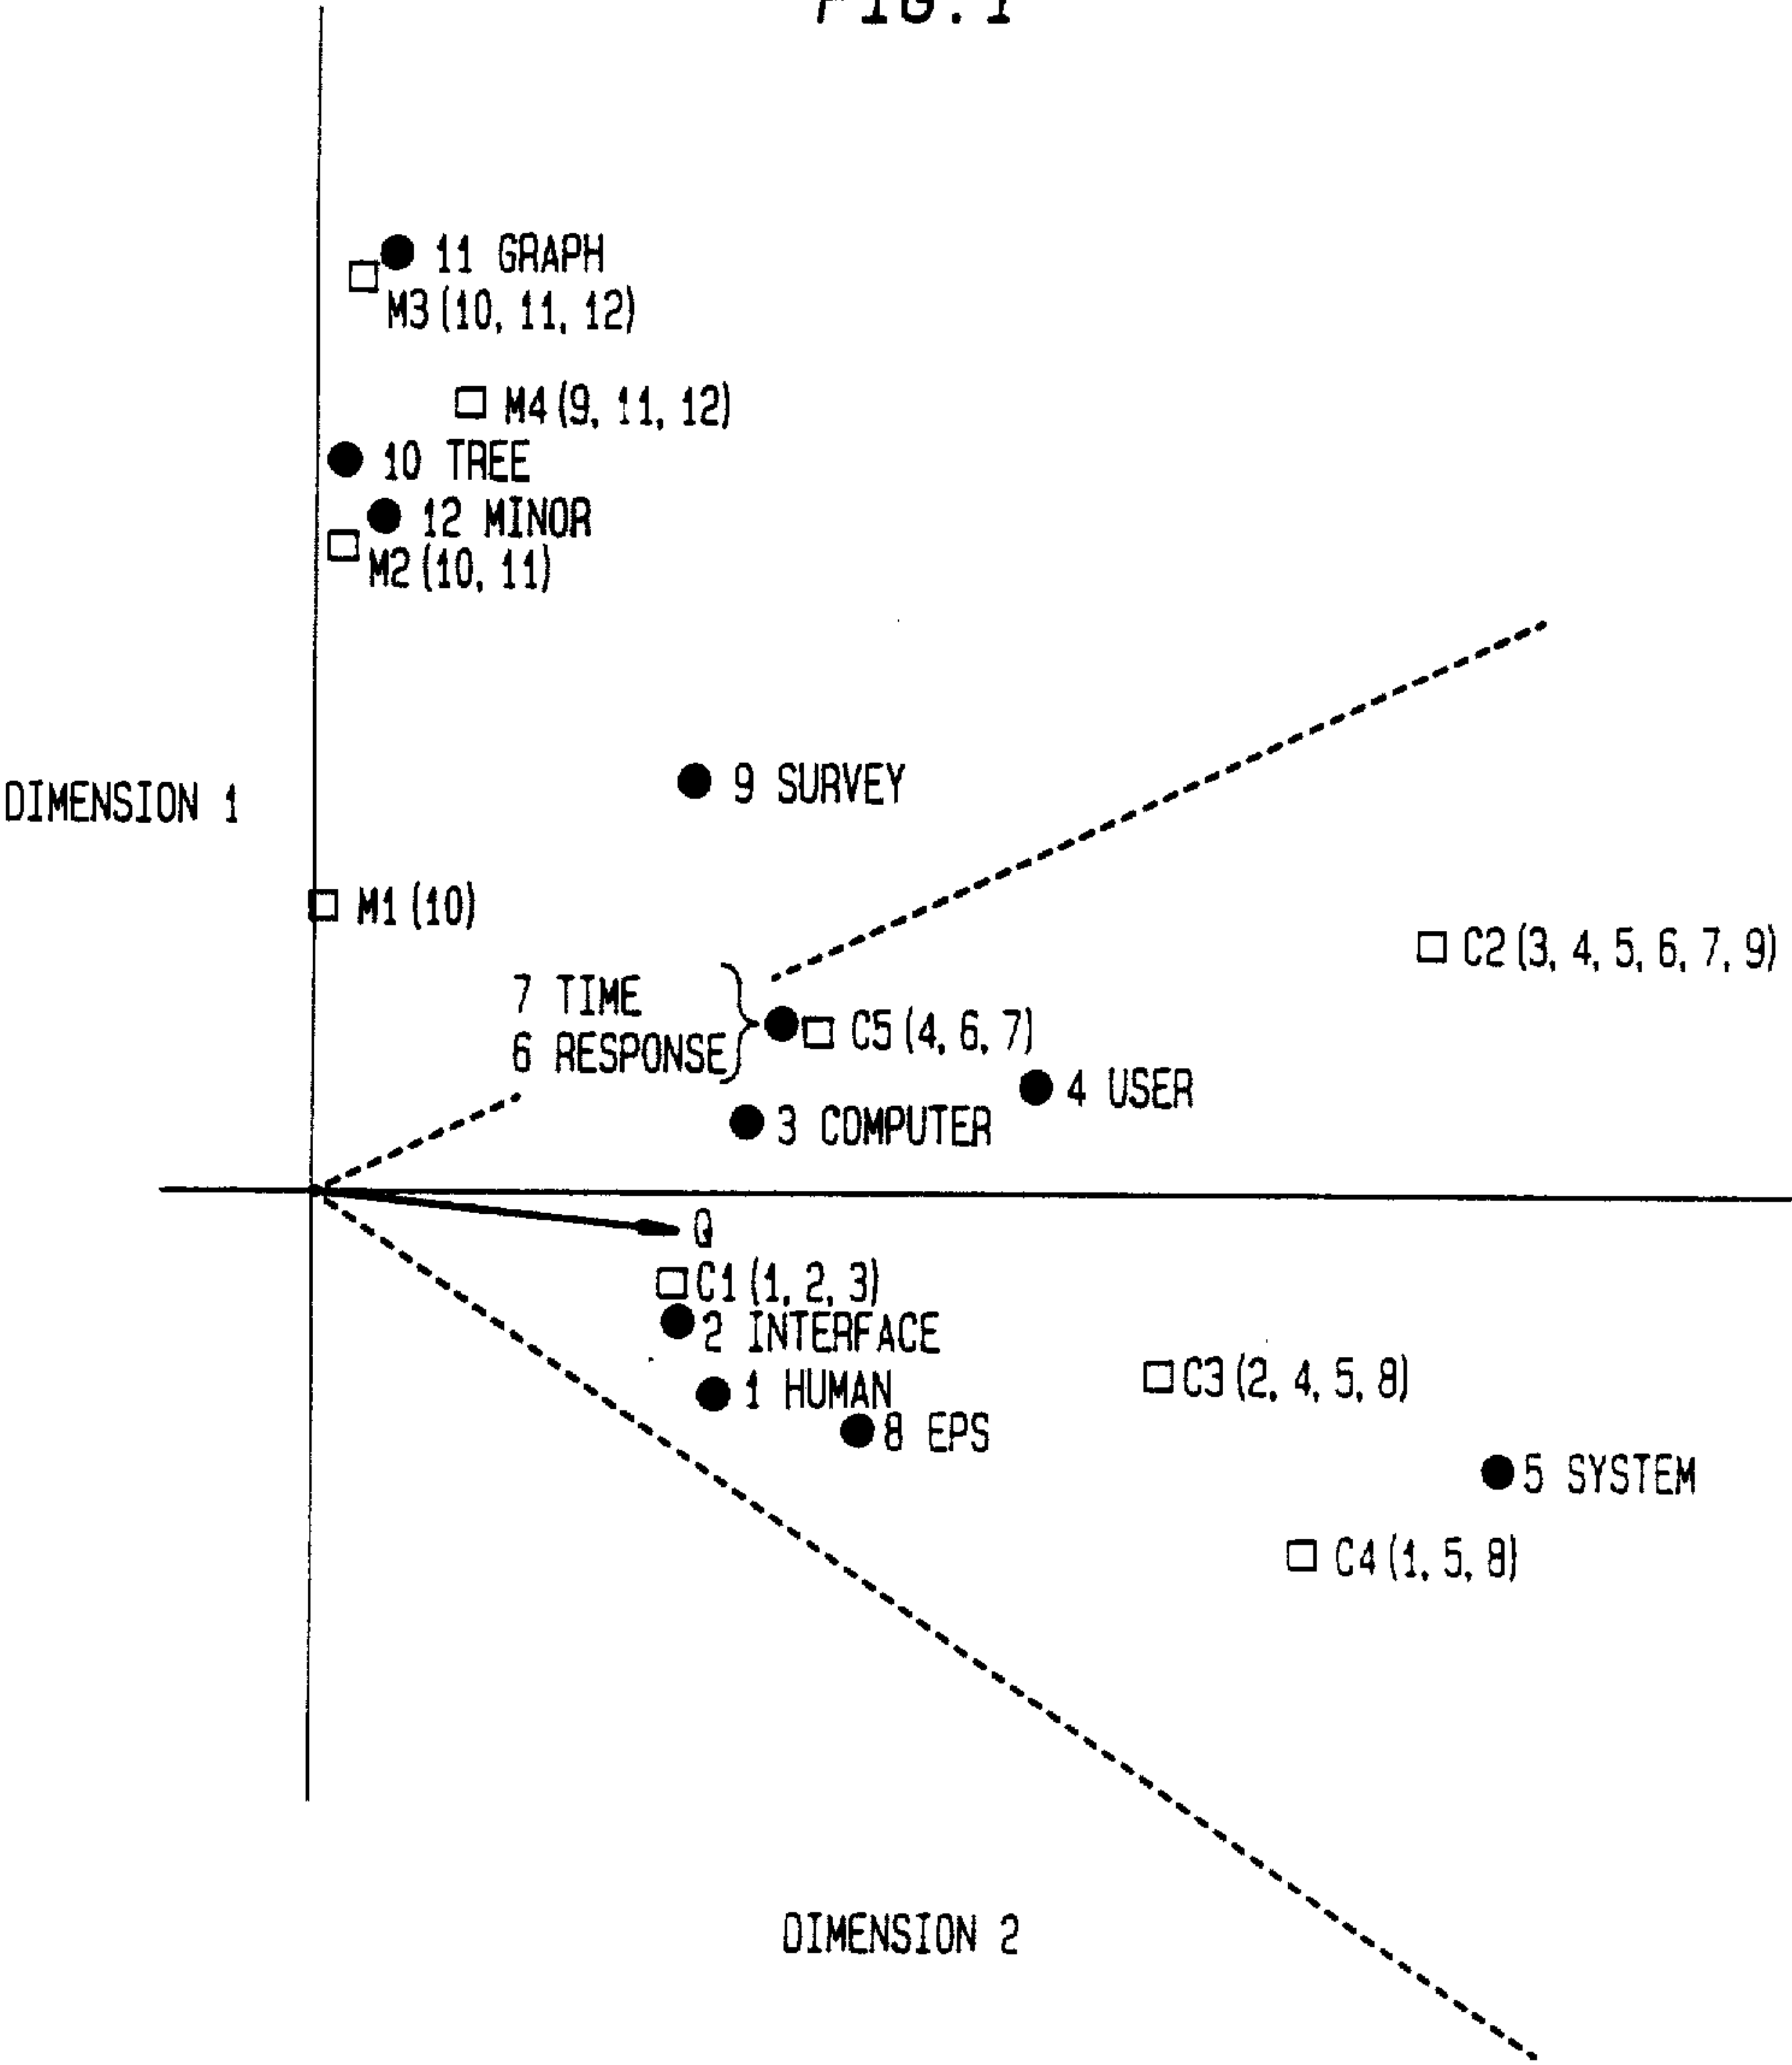 FIG. 1
11 GRAPH
M3 (10, 11, 12)
M4 (9, 11, 12)
10 TREE
12 MINOR
M2 (10, 11)
9 SURVEY
DIMENSION 1
M1 (10)
C2 (3, 4, 5, 6, 7, 9)
7 TIME
6 RESPONSE
C5 (4, 6, 7)
4 USER
3 COMPUTER
Q
C1 (1, 2, 3)
2 INTERFACE
C3 (2, 4, 5, 8)
1 HUMAN
8 EPS
5 SYSTEM
C4 (1, 5, 8)
DIMENSION 2